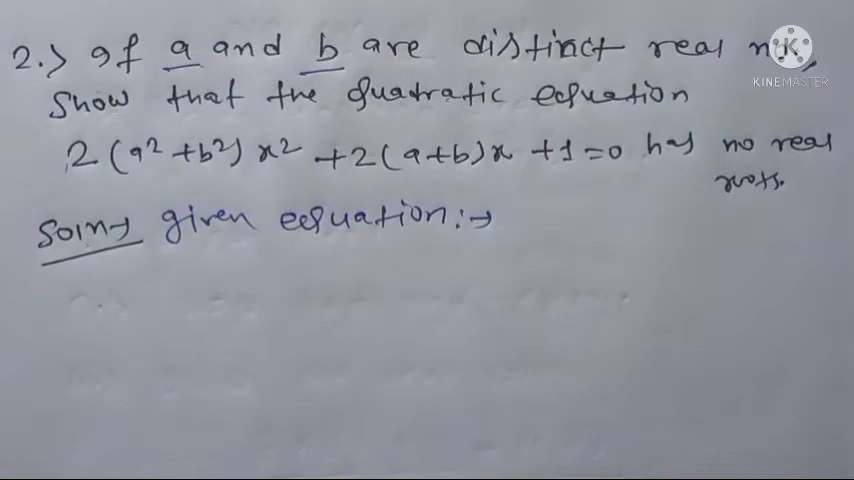 2.) If a and b are distinct real no.,
Show that the quadratic equation
2(a² + b²) x² + 2(a+b)x + 1 = 0 has no real
roots.
Soln→ given equation:→
K
KINEMASTER